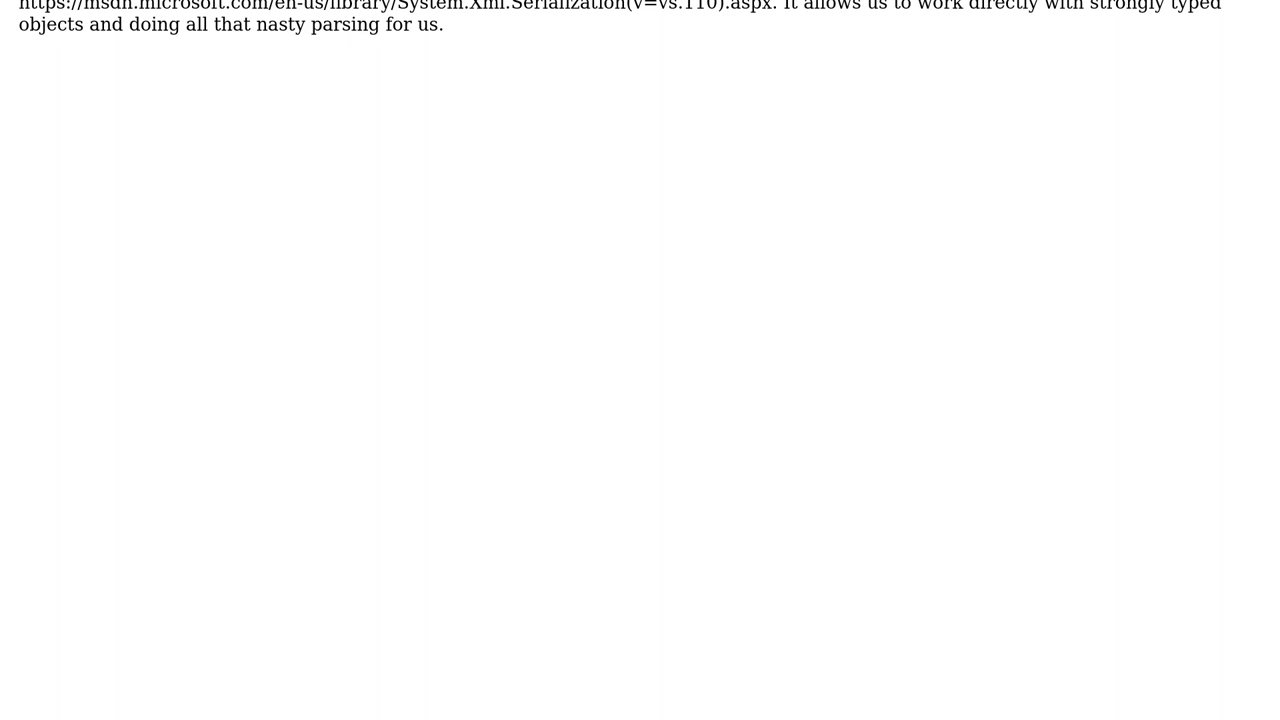 https://msdn.microsoft.com/en-us/library/System.Xml.Serialization(v=vs.110).aspx. It allows us to work directly with strongly typed
objects and doing all that nasty parsing for us.